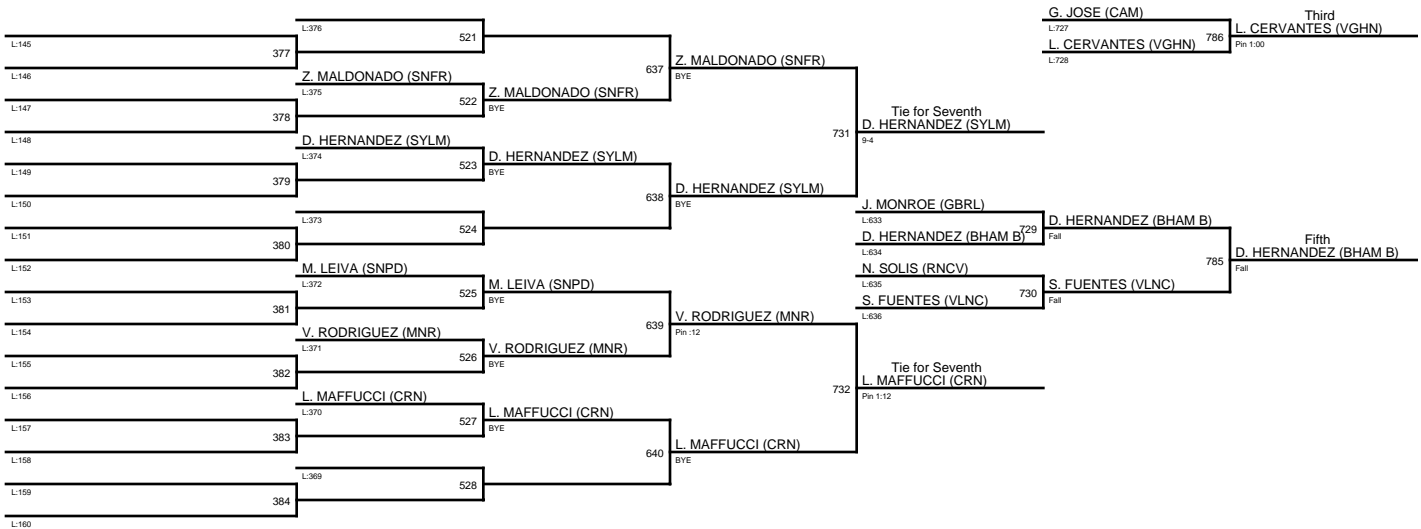 L:145
L:146
377
L:147
L:148
378
L:149
L:150
379
L:151
L:152
380
L:153
L:154
381
L:155
L:156
382
L:157
L:158
383
L:159
L:160
384
L:376
521
Z. MALDONADO (SNFR)
L:375
522
D. HERNANDEZ (SYLM)
L:374
523
L:373
524
M. LEIVA (SNPD)
L:372
525
V. RODRIGUEZ (MNR)
L:371
526
L. MAFFUCCI (CRN)
L:370
527
L:369
528
Z. MALDONADO (SNFR)
BYE
637
D. HERNANDEZ (SYLM)
BYE
638
M. LEIVA (SNPD)
BYE
639
V. RODRIGUEZ (MNR)
BYE
L. MAFFUCCI (CRN)
BYE
640
Z. MALDONADO (SNFR)
BYE
731
D. HERNANDEZ (SYLM)
BYE
V. RODRIGUEZ (MNR)
Pin :12
732
L. MAFFUCCI (CRN)
BYE
Tie for Seventh
D. HERNANDEZ (SYLM)
9-4
Tie for Seventh
L. MAFFUCCI (CRN)
Pin 1:12
J. MONROE (GBRL)
L:633
729
D. HERNANDEZ (BHAM B)
L:634
N. SOLIS (RNCV)
L:635
730
S. FUENTES (VLNC)
L:636
D. HERNANDEZ (BHAM B)
Fall
785
S. FUENTES (VLNC)
Fall
Fifth
D. HERNANDEZ (BHAM B)
Fall
G. JOSE (CAM)
L:727
786
L. CERVANTES (VGHN)
L:728
Third
L. CERVANTES (VGHN)
Pin 1:00